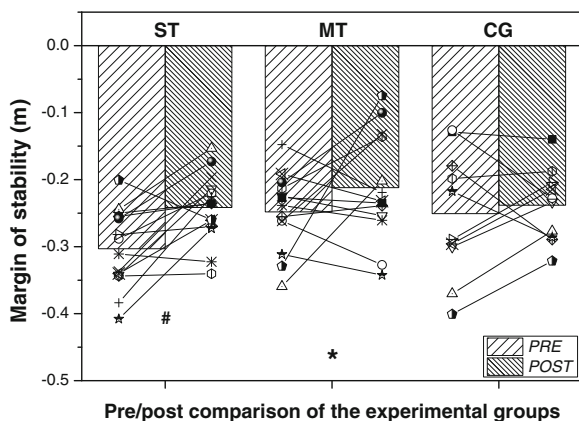 ST MT CG
0.0
-0.1
-0.2
-0.3
-0.4
-0.5
Margin of stability (m)
#
*
PRE
POST
Pre/post comparison of the experimental groups